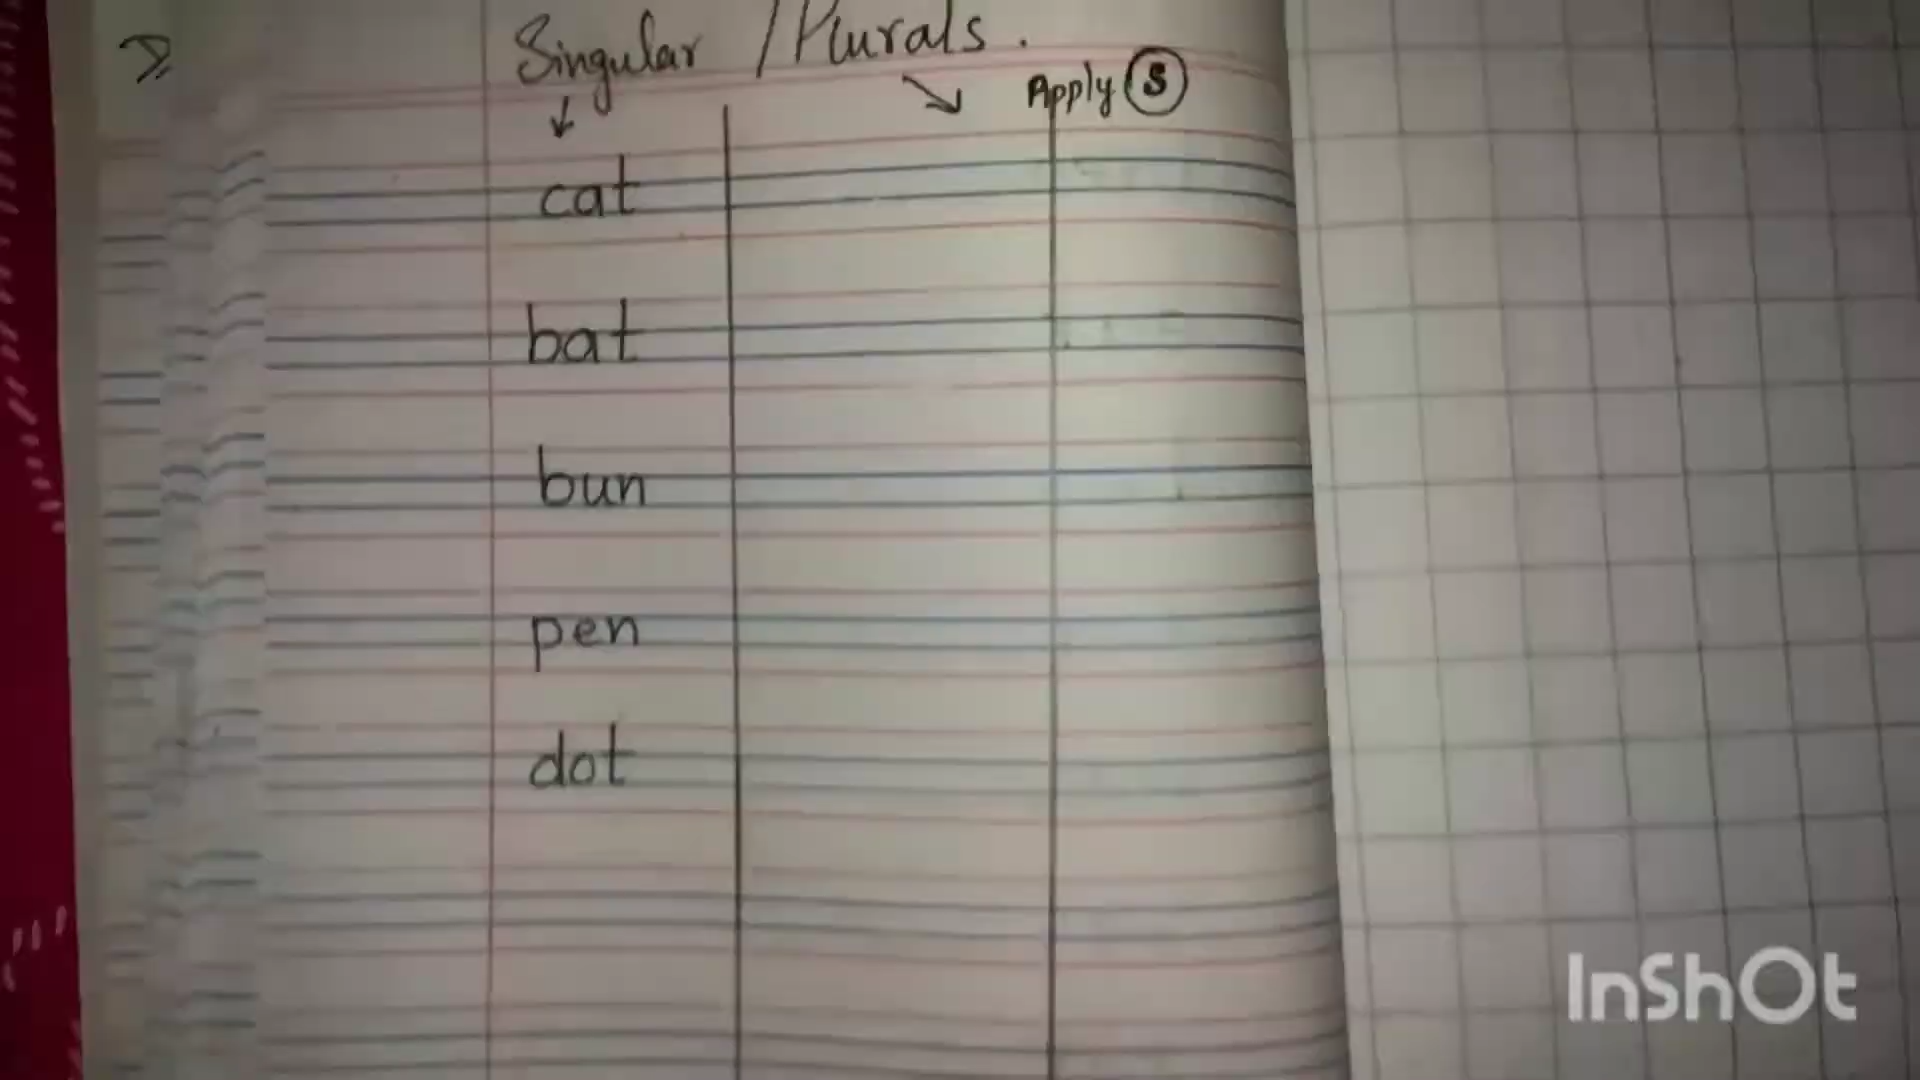 Singular / Plurals.
Apply S
cat
bat
bun
pen
dot
InShOt